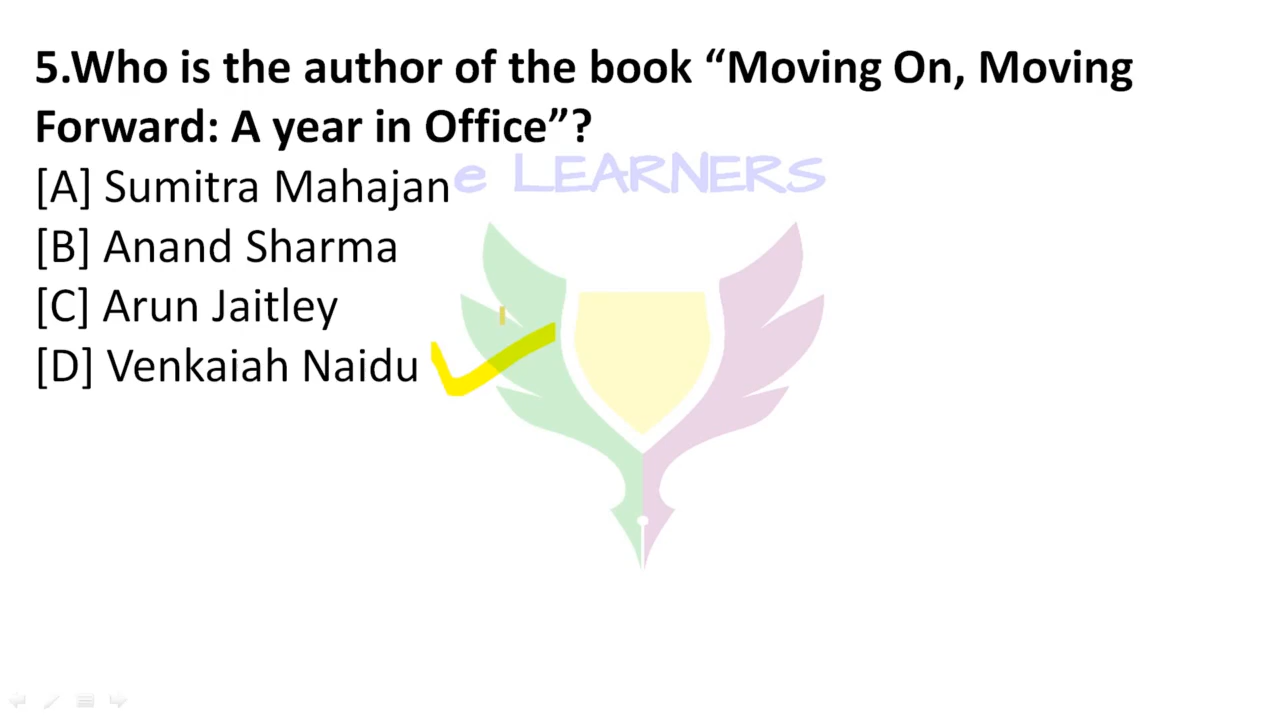 5.Who is the author of the book “Moving On, Moving
Forward: A year in Office”?
e LEARNERS
[A] Sumitra Mahajan
[B] Anand Sharma
[C] Arun Jaitley
[D] Venkaiah Naidu